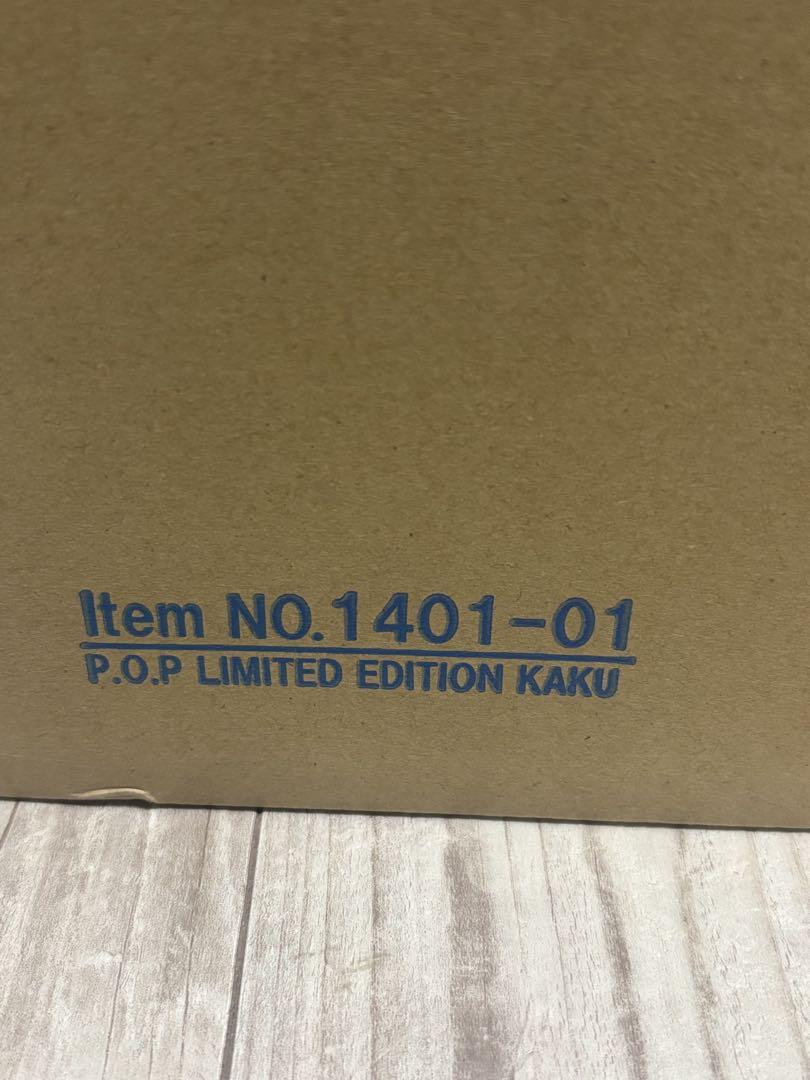 Item NO.1401-01
P.O.P LIMITED EDITION KAKU